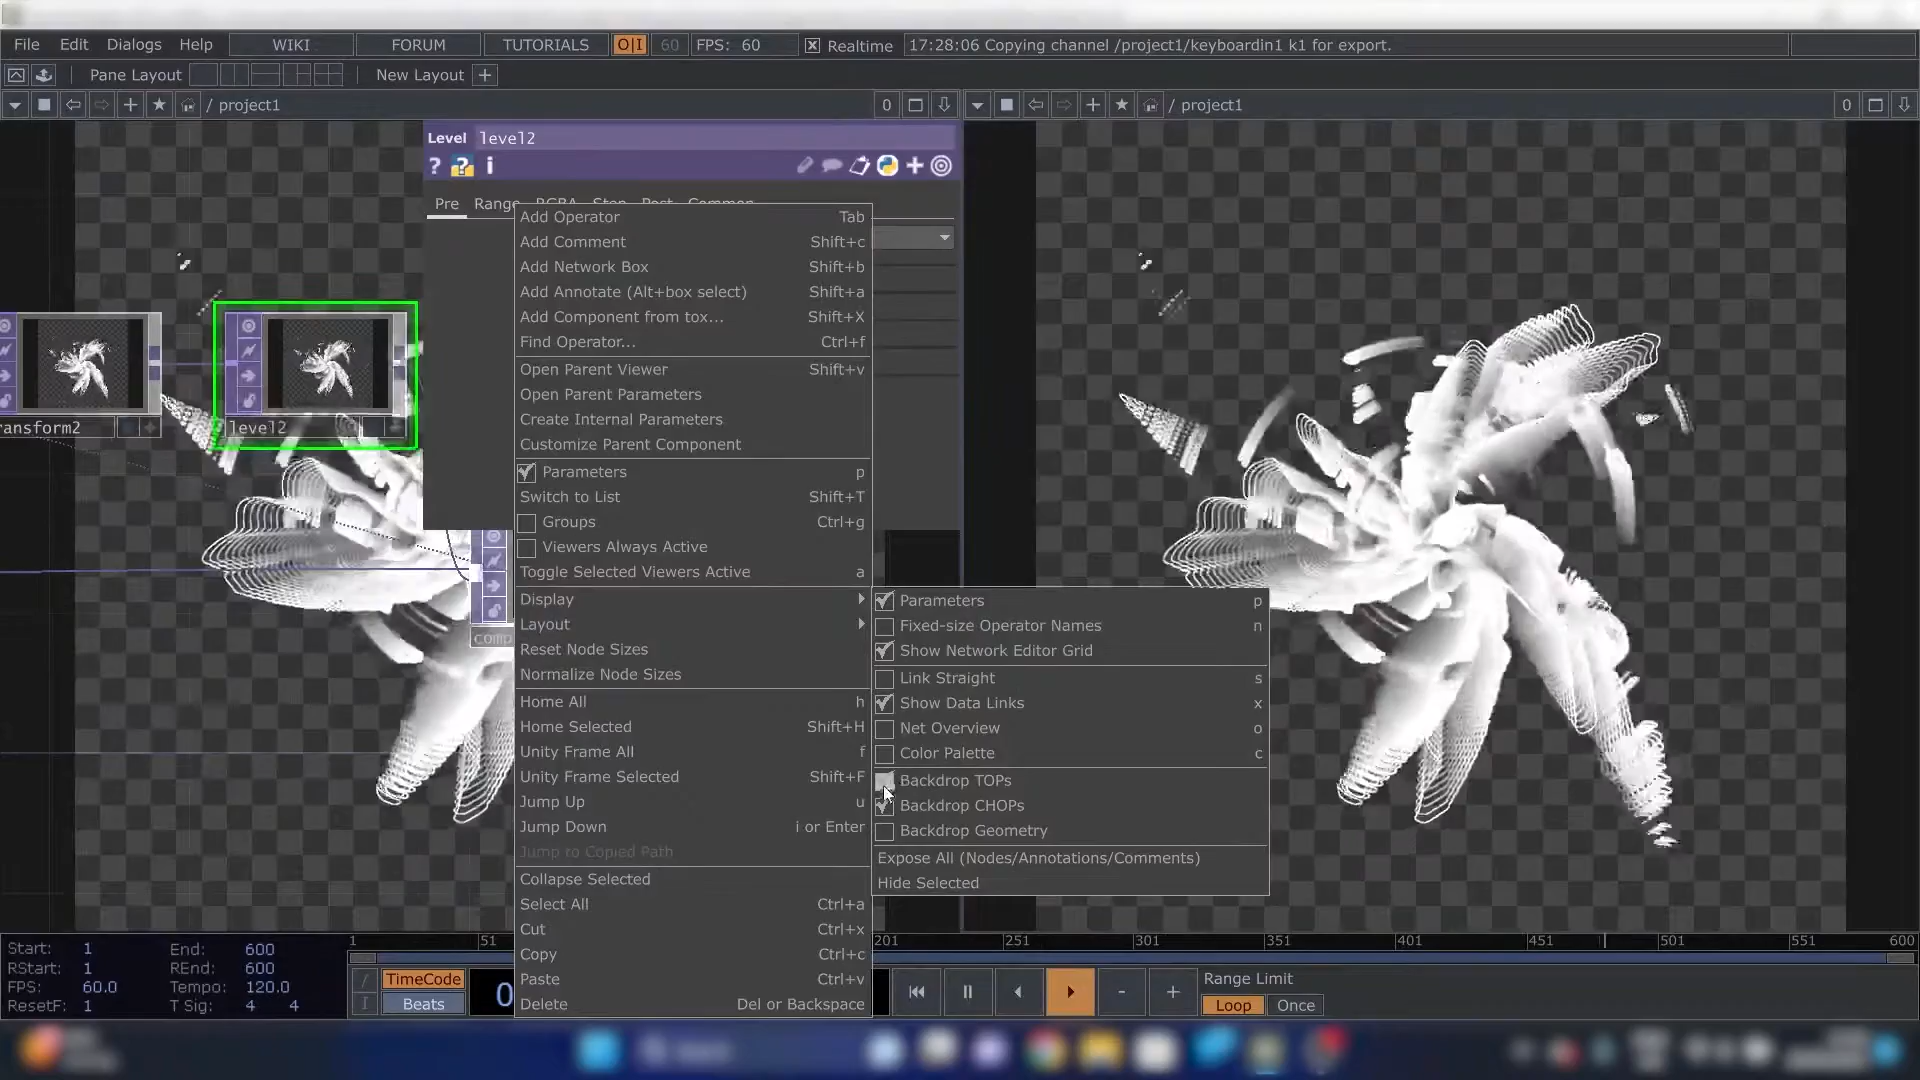 File Edit Dialogs Help WIKI FORUM TUTORIALS O|I 60 FPS: 60 Realtime 17:28:06 Copying channel /project1/keyboardin1 k1 for export.
Pane Layout New Layout +
/ project1 0 / project1 0
Level level2
? ? i
Pre Range RGBA Step Post Common
Add Operator Tab
Add Comment Shift+c
Add Network Box Shift+b
Add Annotate (Alt+box select) Shift+a
Add Component from tox... Shift+X
Find Operator... Ctrl+f
Open Parent Viewer Shift+v
Open Parent Parameters
Create Internal Parameters
Customize Parent Component
ransform2 level2
Parameters p
Switch to List Shift+T
Groups Ctrl+g
Viewers Always Active
Toggle Selected Viewers Active a
Display
Layout
comp
Reset Node Sizes
Normalize Node Sizes
Home All h
Home Selected Shift+H
Unity Frame All f
Unity Frame Selected Shift+F
Jump Up u
Jump Down i or Enter
Jump to Copied Path
Collapse Selected
Select All Ctrl+a
Cut Ctrl+x
Copy Ctrl+c
Paste Ctrl+v
Delete Del or Backspace
Parameters p
Fixed-size Operator Names n
Show Network Editor Grid
Link Straight s
Show Data Links x
Net Overview o
Color Palette c
Backdrop TOPs
Backdrop CHOPs
Backdrop Geometry
Expose All (Nodes/Annotations/Comments)
Hide Selected
1 51 201 251 301 351 401 451 501 551 600
Start: 1 End: 600
RStart: 1 REnd: 600
FPS: 60.0 Tempo: 120.0
ResetF: 1 T Sig: 4 4
TimeCode
Beats
0
- +
Range Limit
Loop Once